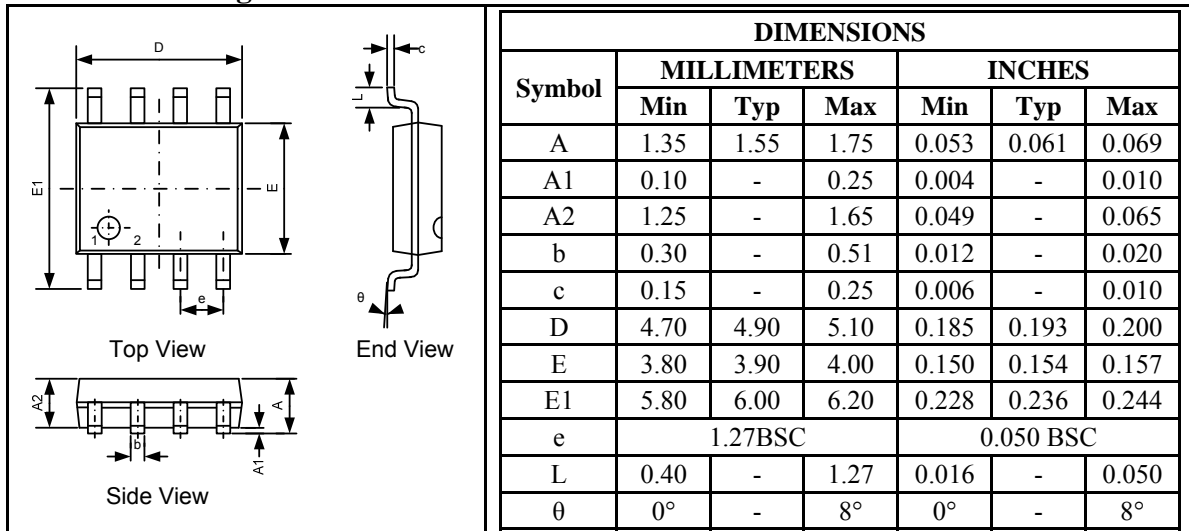 D
c
L
E1
E
1
2
e
θ
Top View
End View
A2
A
b
A1
Side View
DIMENSIONS
Symbol MILLIMETERS INCHES
Min Typ Max Min Typ Max
A 1.35 1.55 1.75 0.053 0.061 0.069
A1 0.10 - 0.25 0.004 - 0.010
A2 1.25 - 1.65 0.049 - 0.065
b 0.30 - 0.51 0.012 - 0.020
c 0.15 - 0.25 0.006 - 0.010
D 4.70 4.90 5.10 0.185 0.193 0.200
E 3.80 3.90 4.00 0.150 0.154 0.157
E1 5.80 6.00 6.20 0.228 0.236 0.244
e 1.27BSC 0.050 BSC
L 0.40 - 1.27 0.016 - 0.050
θ 0° - 8° 0° - 8°